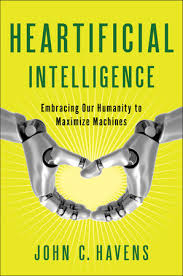 HEARTIFICIAL
INTELLIGENCE
Embracing Our Humanity to
Maximize Machines
JOHN C. HAVENS